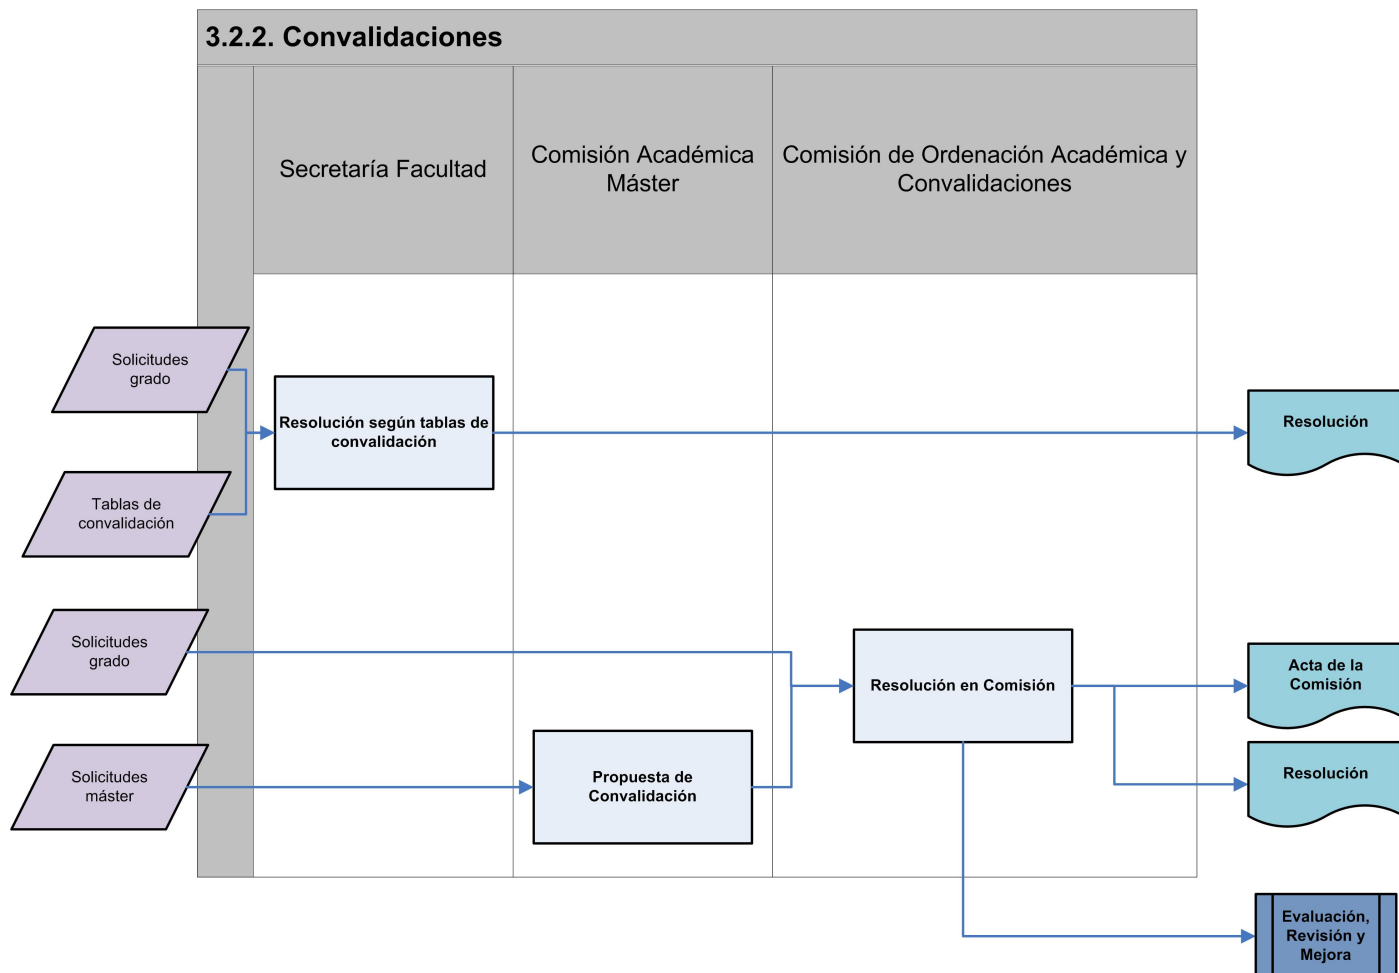 3.2.2. Convalidaciones
Secretaría Facultad
Comisión Académica
Máster
Comisión de Ordenación Académica y
Convalidaciones
Solicitudes
grado
Resolución según tablas de
convalidación
Resolución
Tablas de
convalidación
Solicitudes
grado
Resolución en Comisión
Acta de la
Comisión
Solicitudes
máster
Propuesta de
Convalidación
Resolución
Evaluación,
Revisión y
Mejora